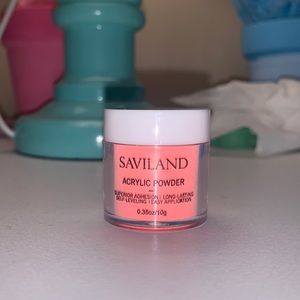 SAVILAND
ACRYLIC POWDER
SUPERIOR ADHESION | LONG-LASTING
SELF-LEVELING | EASY APPLICATION
0.35oz/10g